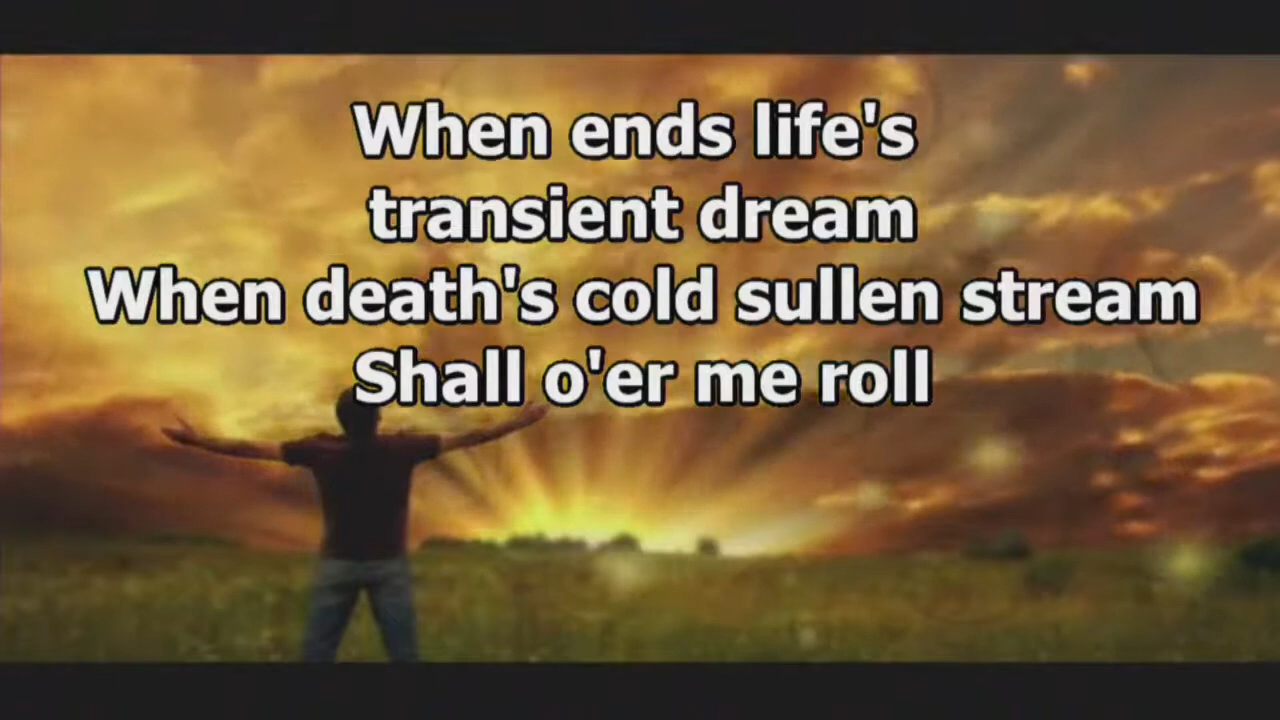 When ends life's
transient dream
When death's cold sullen stream
Shall o'er me roll